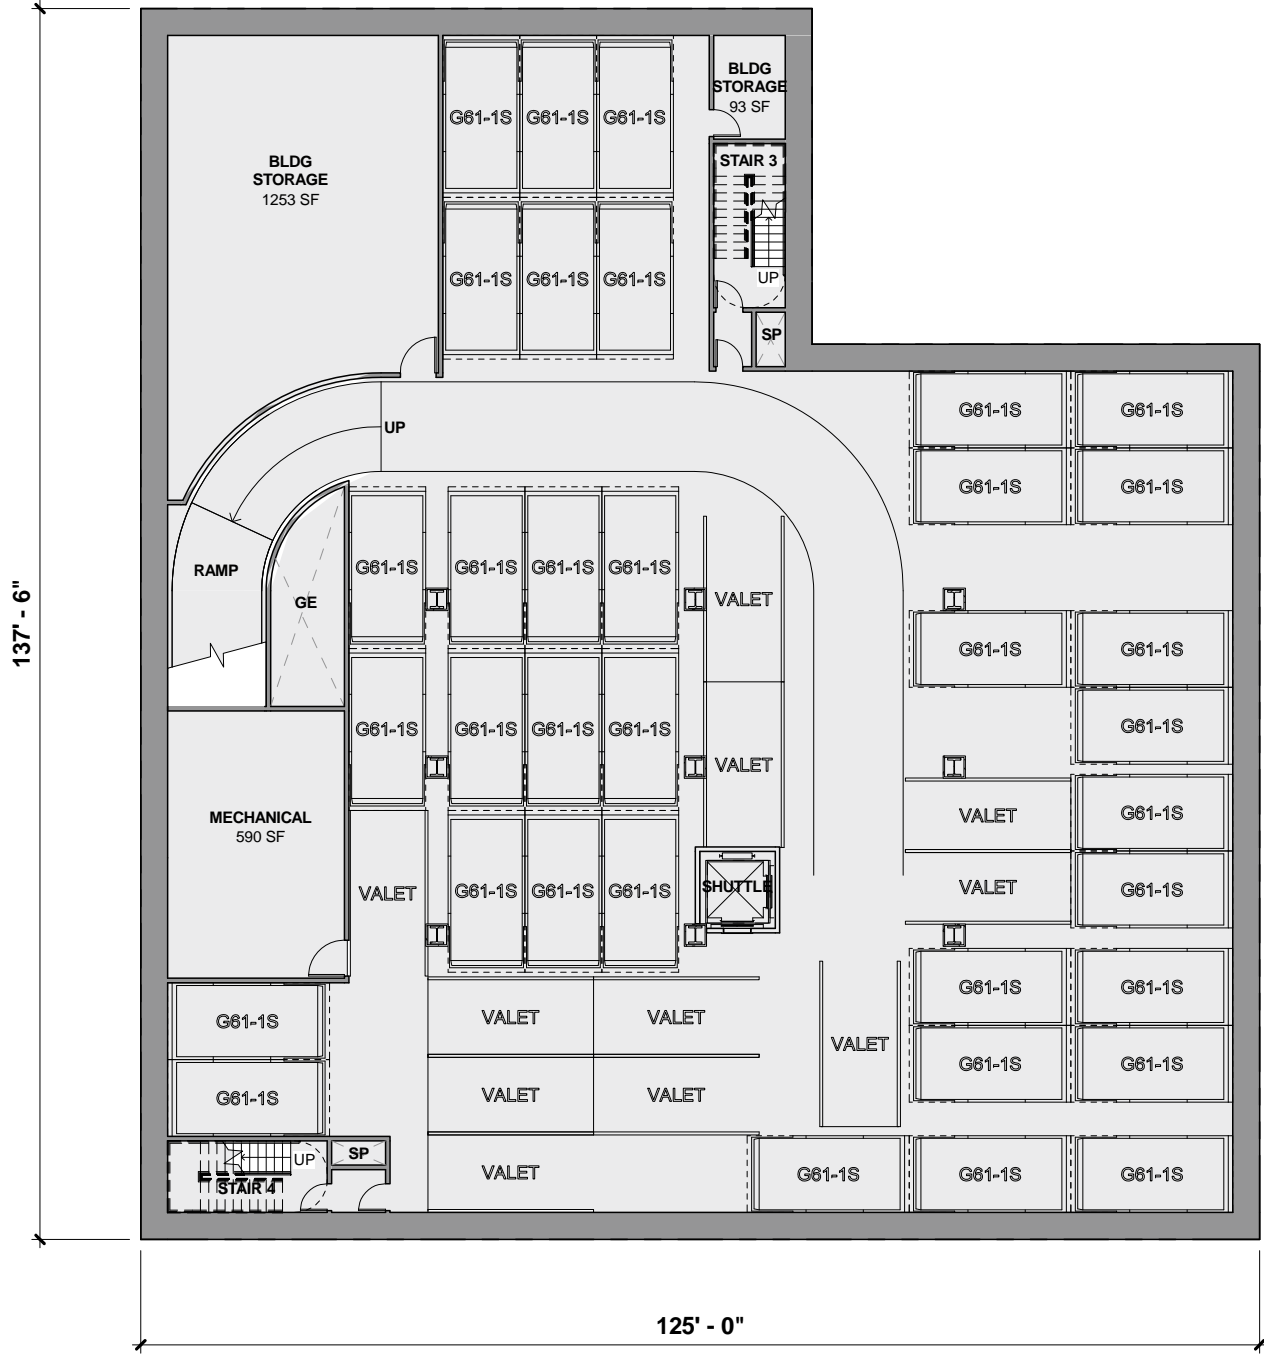 BLDG
STORAGE
93 SF
G61-1S G61-1S G61-1S
BLDG
STORAGE
1253 SF
STAIR 3
G61-1S G61-1S G61-1S
UP
SP
G61-1S G61-1S
UP
G61-1S G61-1S
RAMP
G61-1S G61-1S G61-1S G61-1S
GE
VALET
137' - 6"
G61-1S G61-1S
G61-1S G61-1S G61-1S G61-1S
G61-1S
VALET
MECHANICAL
590 SF
VALET
G61-1S
VALET
G61-1S G61-1S G61-1S
SHUTTLE
VALET
G61-1S
G61-1S
VALET VALET
G61-1S G61-1S
VALET
G61-1S
VALET VALET
G61-1S G61-1S
SP
UP
STAIR 4
VALET
G61-1S G61-1S G61-1S
125' - 0"